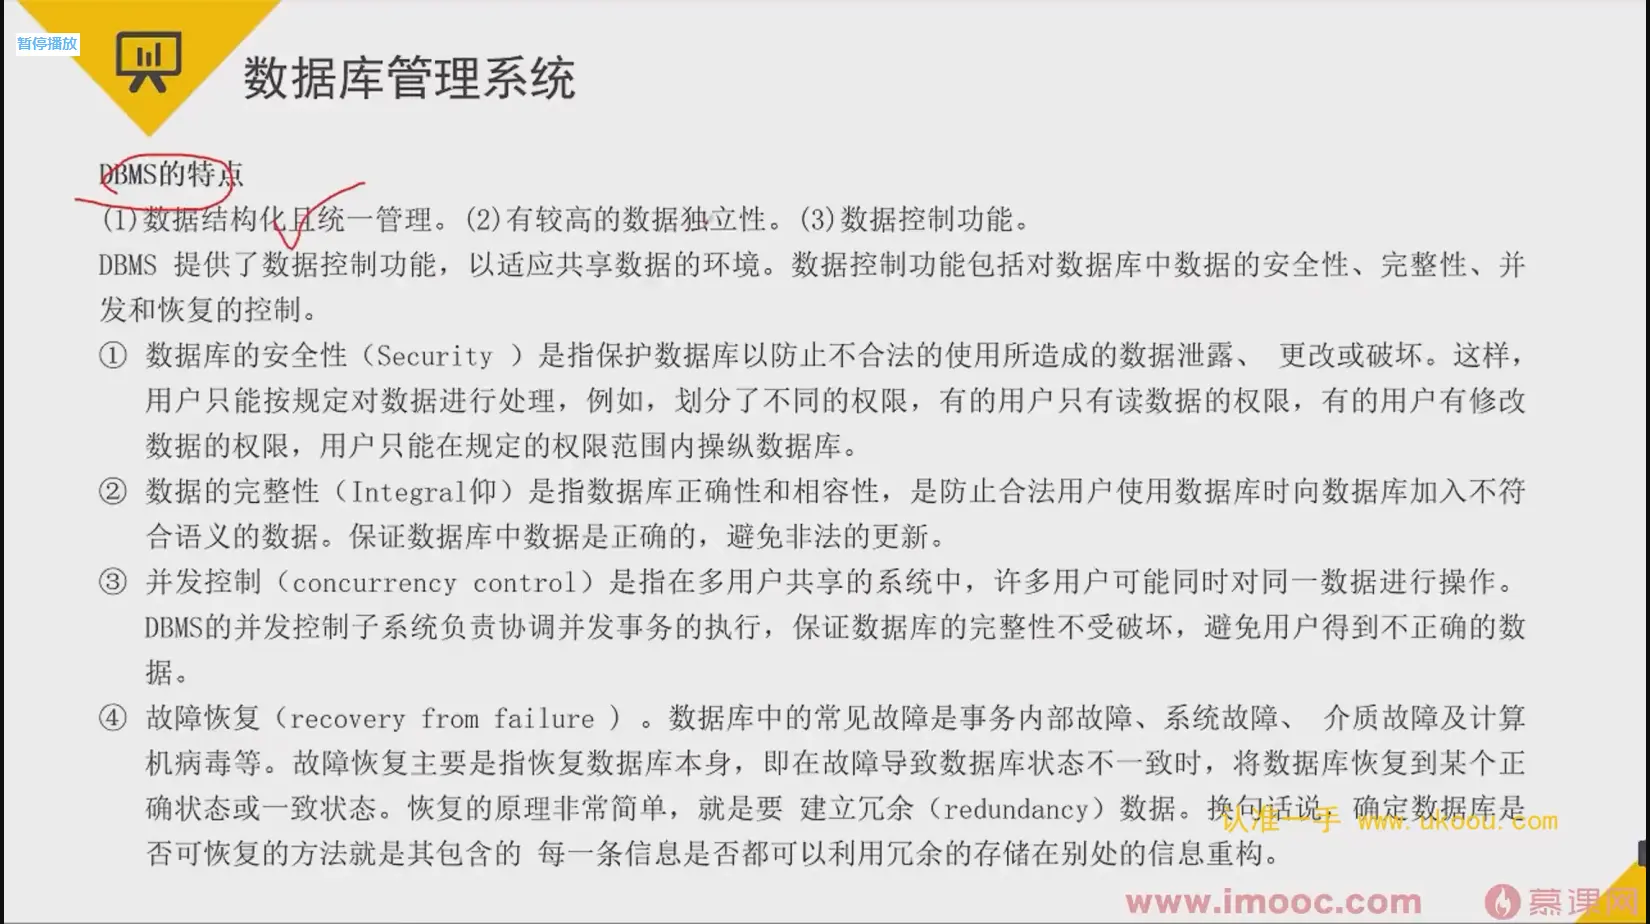 暂停播放
数据库管理系统
DBMS的特点
(1)数据结构化且统一管理。(2)有较高的数据独立性。(3)数据控制功能。
DBMS 提供了数据控制功能，以适应共享数据的环境。数据控制功能包括对数据库中数据的安全性、完整性、并
发和恢复的控制。
① 数据库的安全性（Security ）是指保护数据库以防止不合法的使用所造成的数据泄露、 更改或破坏。这样，
用户只能按规定对数据进行处理，例如，划分了不同的权限，有的用户只有读数据的权限，有的用户有修改
数据的权限，用户只能在规定的权限范围内操纵数据库。
② 数据的完整性（Integral仰）是指数据库正确性和相容性，是防止合法用户使用数据库时向数据库加入不符
合语义的数据。保证数据库中数据是正确的，避免非法的更新。
③ 并发控制（concurrency control）是指在多用户共享的系统中，许多用户可能同时对同一数据进行操作。
DBMS的并发控制子系统负责协调并发事务的执行，保证数据库的完整性不受破坏，避免用户得到不正确的数
据。
④ 故障恢复（recovery from failure ) 。数据库中的常见故障是事务内部故障、系统故障、 介质故障及计算
机病毒等。故障恢复主要是指恢复数据库本身，即在故障导致数据库状态不一致时，将数据库恢复到某个正
确状态或一致状态。恢复的原理非常简单，就是要 建立冗余（redundancy）数据。换句话说，确定数据库是
否可恢复的方法就是其包含的 每一条信息是否都可以利用冗余的存储在别处的信息重构。
认准一手 www.ukoou.com
www.imooc.com 慕课网